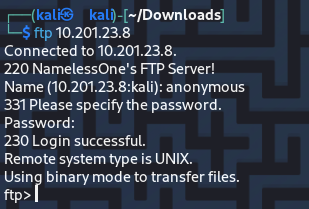 ┌──(kali㉿kali)-[~/Downloads]
└─$ ftp 10.201.23.8
Connected to 10.201.23.8.
220 NamelessOne's FTP Server!
Name (10.201.23.8:kali): anonymous
331 Please specify the password.
Password:
230 Login successful.
Remote system type is UNIX.
Using binary mode to transfer files.
ftp>